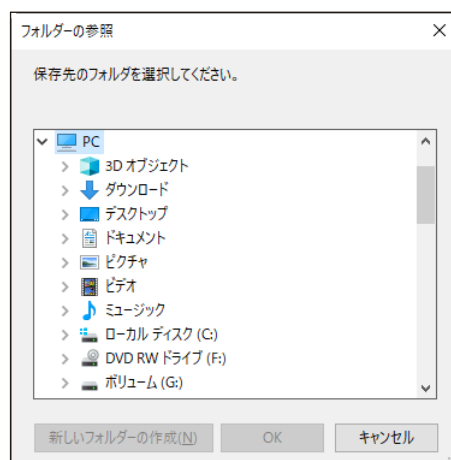 フォルダーの参照
保存先のフォルダを選択してください。
PC
3D オブジェクト
ダウンロード
デスクトップ
ドキュメント
ピクチャ
ビデオ
ミュージック
ローカル ディスク (C:)
DVD RW ドライブ (F:)
ボリューム (G:)
新しいフォルダーの作成(N) OK キャンセル